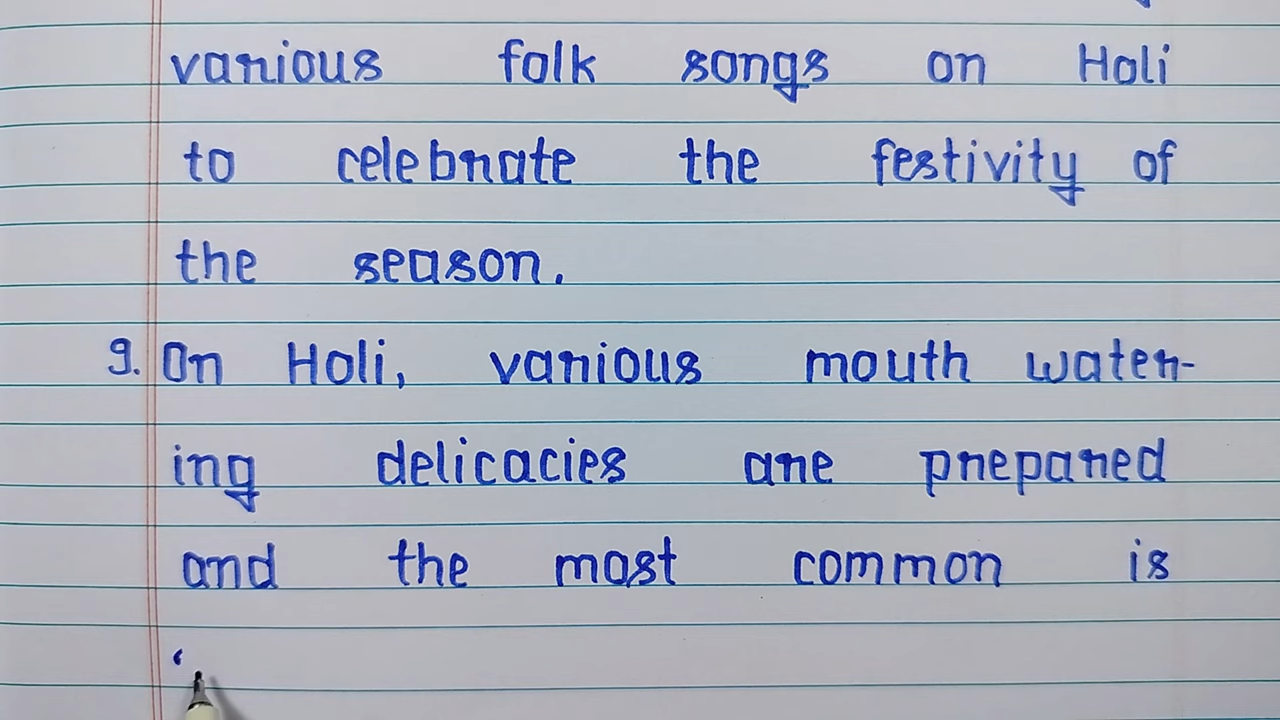 various folk songs on Holi
to celebrate the festivity of
the season.
9. On Holi, various mouth water-
ing delicacies are prepared
and the most common is
‘